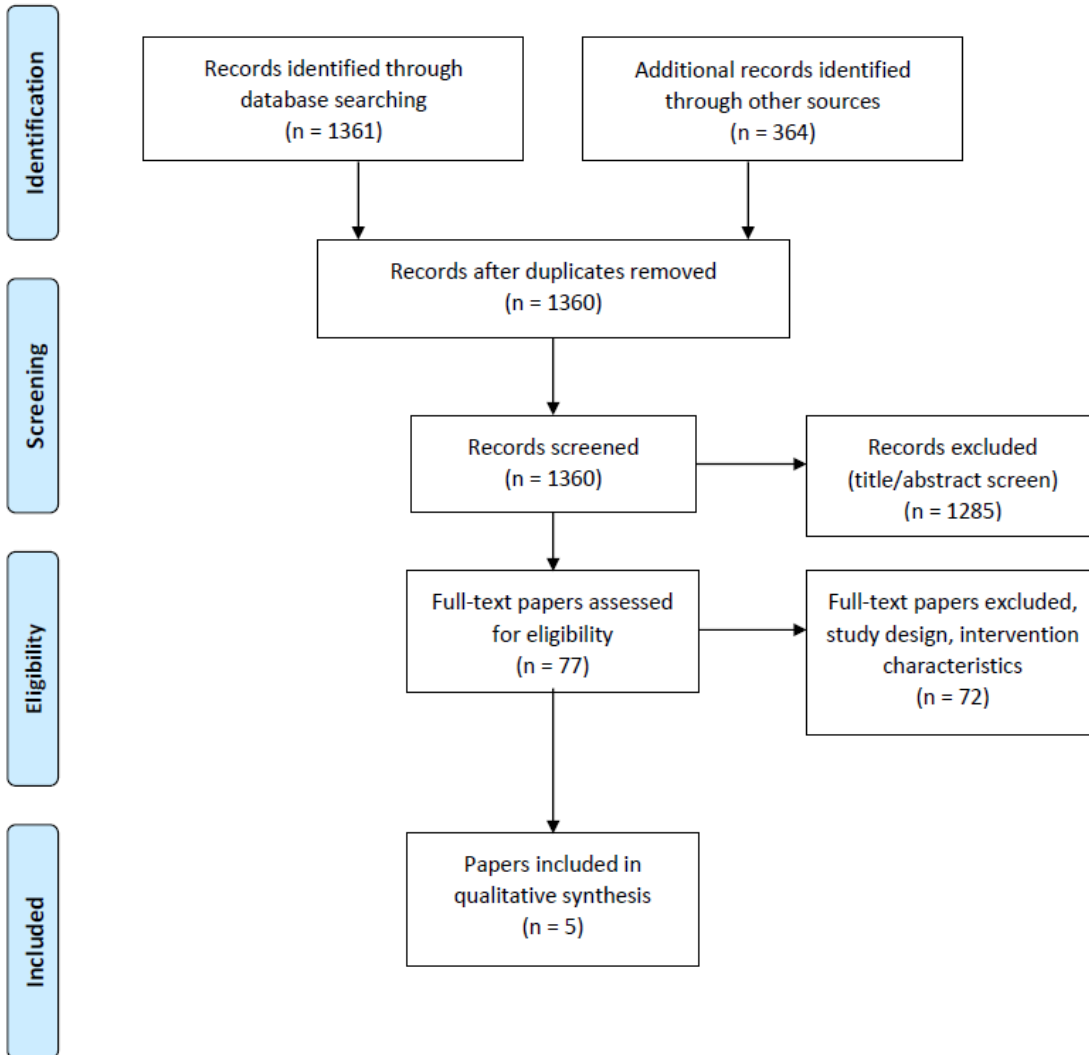 Identification
Records identified through
database searching
(n = 1361)
Additional records identified
through other sources
(n = 364)
Records after duplicates removed
(n = 1360)
Screening
Records screened
(n = 1360)
Records excluded
(title/abstract screen)
(n = 1285)
Eligibility
Full-text papers assessed
for eligibility
(n = 77)
Full-text papers excluded,
study design, intervention
characteristics
(n = 72)
Included
Papers included in
qualitative synthesis
(n = 5)